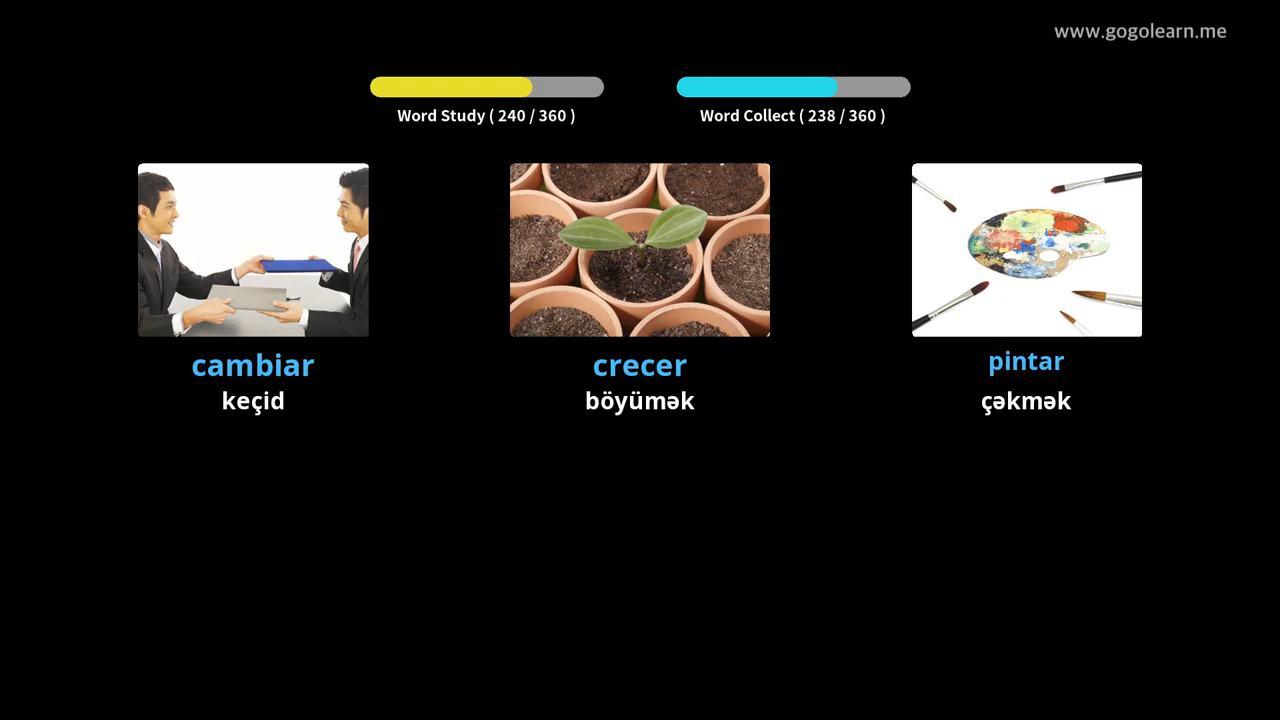 www.gogolearn.me
Word Study ( 240 / 360 )
Word Collect ( 238 / 360 )
cambiar
keçid
crecer
böyümək
pintar
çəkmək